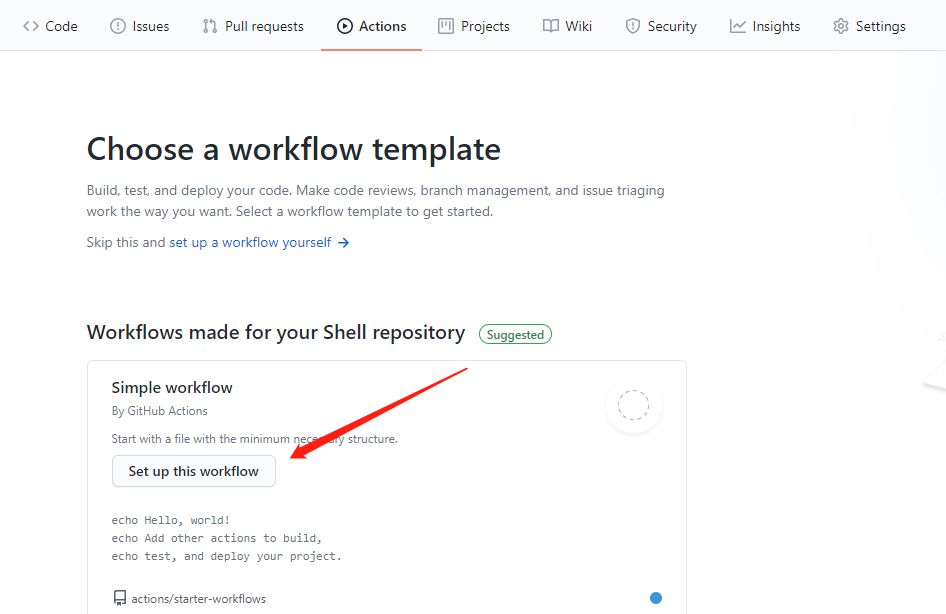 Code Issues Pull requests Actions Projects Wiki Security Insights Settings
Choose a workflow template
Build, test, and deploy your code. Make code reviews, branch management, and issue triaging
work the way you want. Select a workflow template to get started.
Skip this and set up a workflow yourself →
Workflows made for your Shell repository Suggested
Simple workflow
By GitHub Actions
Start with a file with the minimum necessary structure.
Set up this workflow
echo Hello, world!
echo Add other actions to build,
echo test, and deploy your project.
actions/starter-workflows